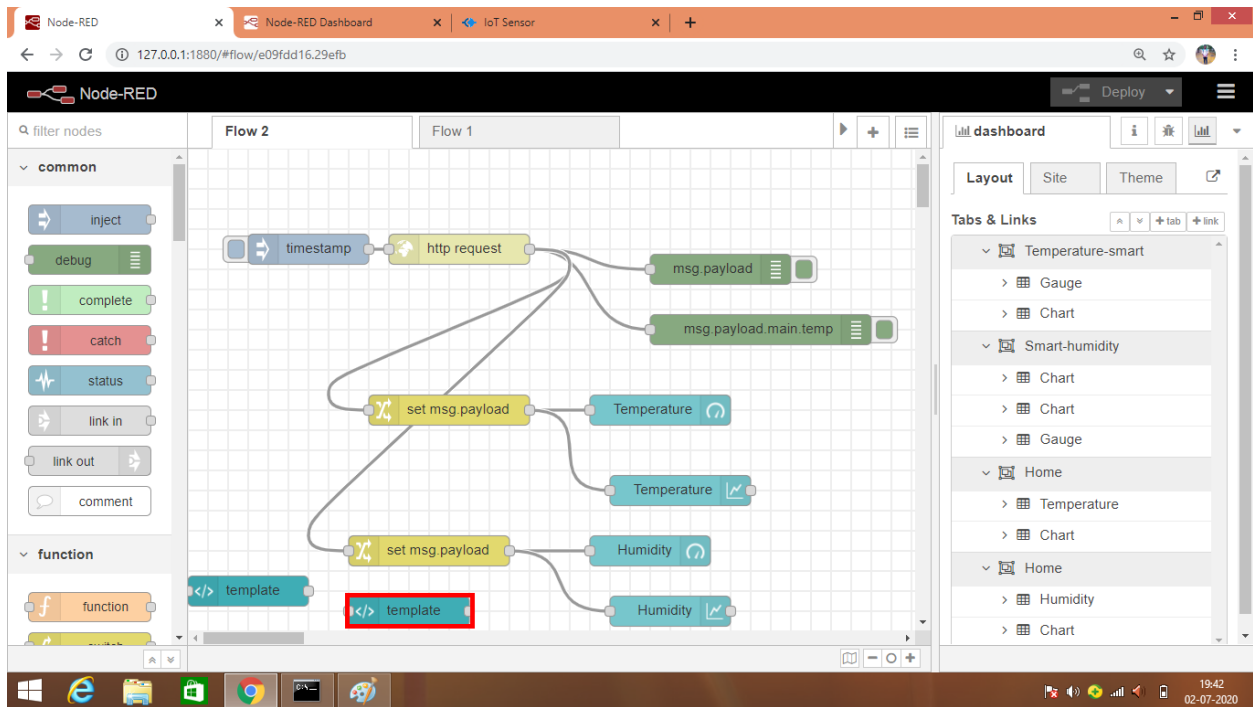 Node-RED
Node-RED Dashboard
IoT Sensor
127.0.0.1:1880/#flow/e09fdd16.29efb
Node-RED
Deploy
filter nodes
Flow 2
Flow 1
dashboard
i
common
Layout
Site
Theme
Tabs & Links
+tab
+link
inject
debug
complete
catch
status
link in
link out
comment
function
function
switch
timestamp
http request
msg.payload
msg.payload.main.temp
set msg.payload
Temperature
Temperature
set msg.payload
Humidity
template
template
Humidity
Temperature-smart
Gauge
Chart
Smart-humidity
Chart
Chart
Gauge
Home
Temperature
Chart
Home
Humidity
Chart
19:42
02-07-2020